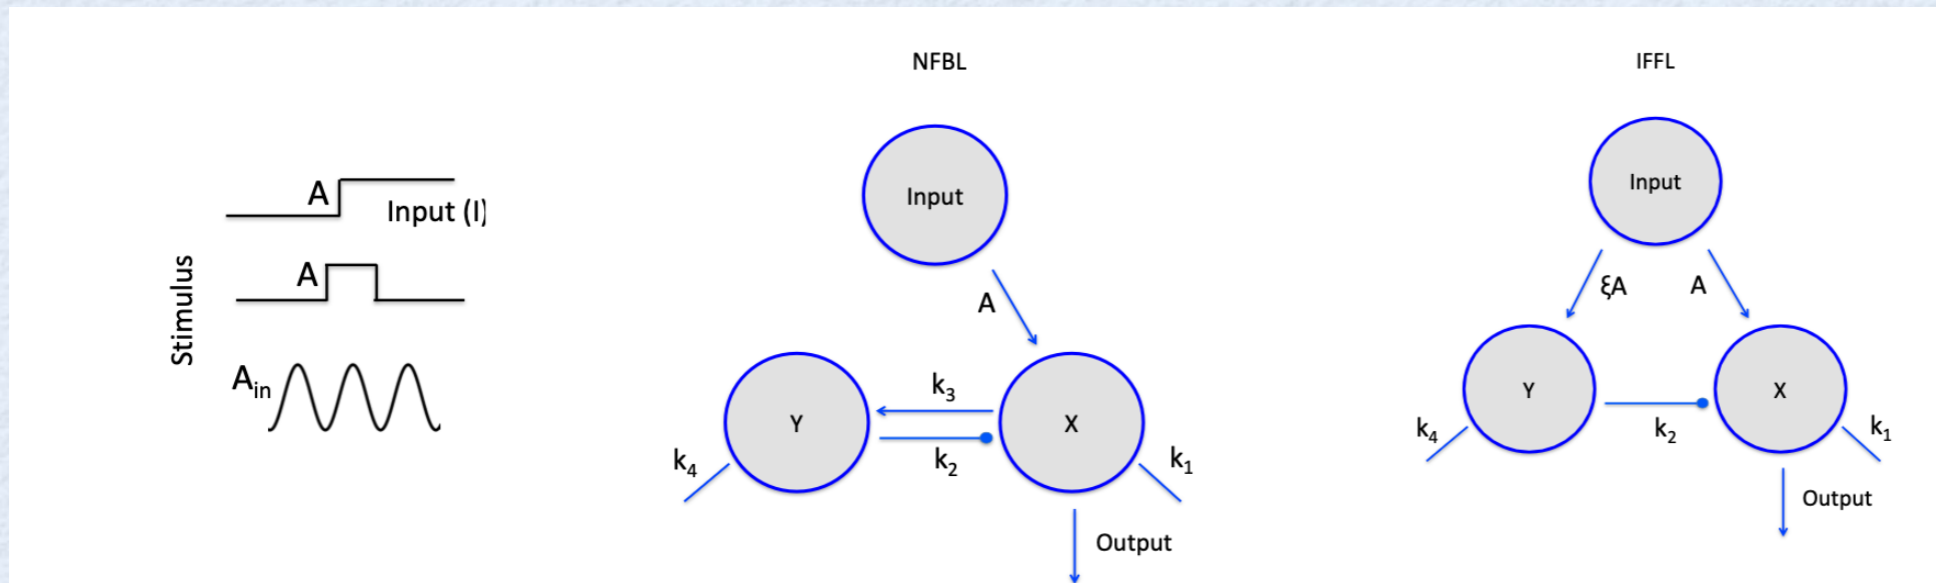 Stimulus
A
Input (I)
A
A_in
NFBL
Input
A
Y
k₃
k₂
X
k₄
k₁
Output
IFFL
Input
ξA
A
Y
X
k₄
k₂
k₁
Output